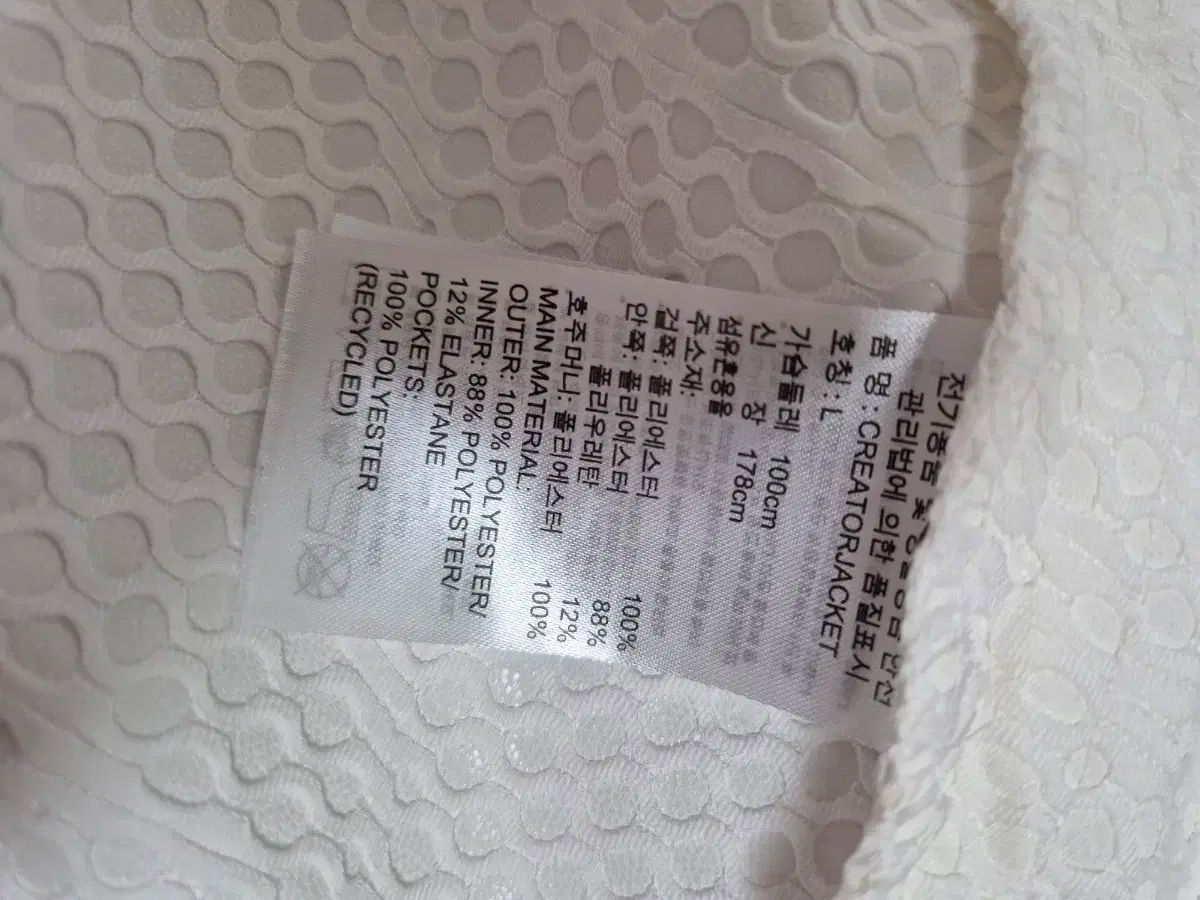 전기용품 및 생활용품 안전
관리법에 의한 품질표시
품 명 : CREATORJACKET
호칭 : L
가슴둘레 100cm
신 장 178cm
섬유혼용율
주소재:
겉쪽: 폴리에스터 100%
안쪽: 폴리에스터 88%
폴리우레탄 12%
호주머니: 폴리에스터 100%
MAIN MATERIAL:
OUTER: 100% POLYESTER/
INNER: 88% POLYESTER/
12% ELASTANE
POCKETS:
100% POLYESTER
(RECYCLED)